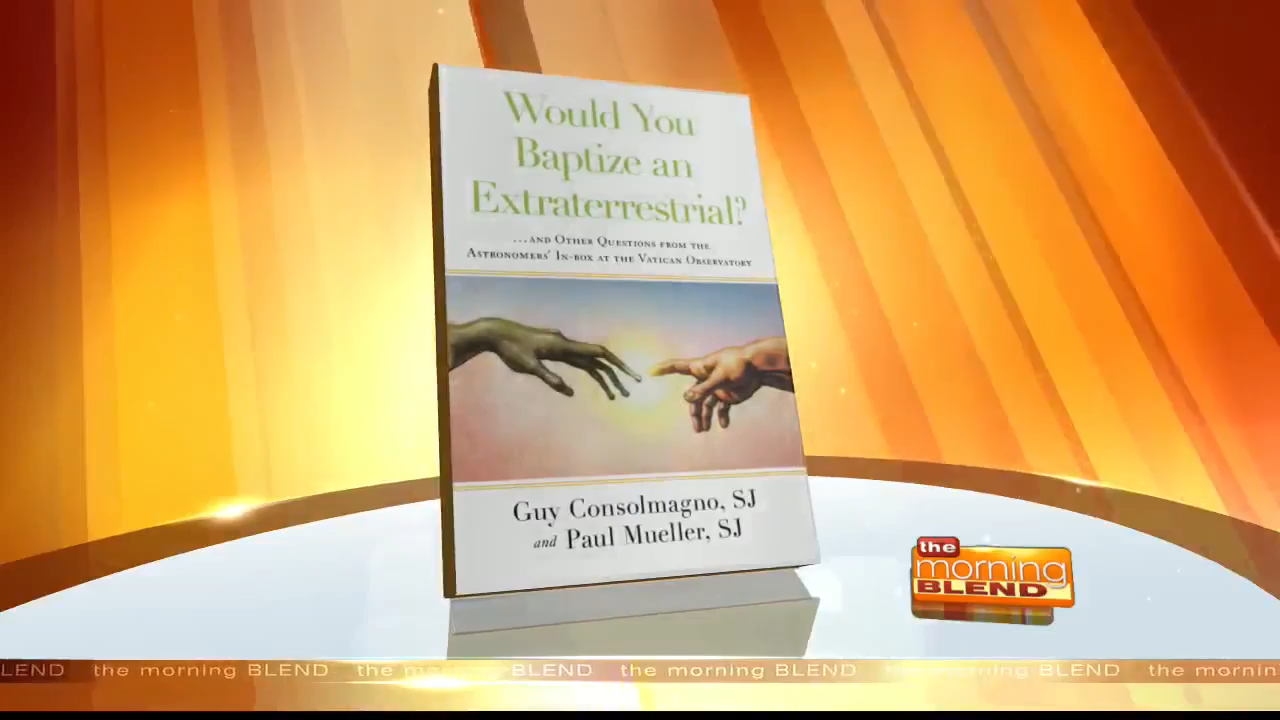 Would You
Baptize an
Extraterrestrial?
...and Other Questions from the
Astronomers' In-box at the Vatican Observatory
Guy Consolmagno, SJ
and Paul Mueller, SJ
the
morning
BLEND
LEND the morning BLEND the morning BLEND the morning BLEND the morning BLEND the mornin